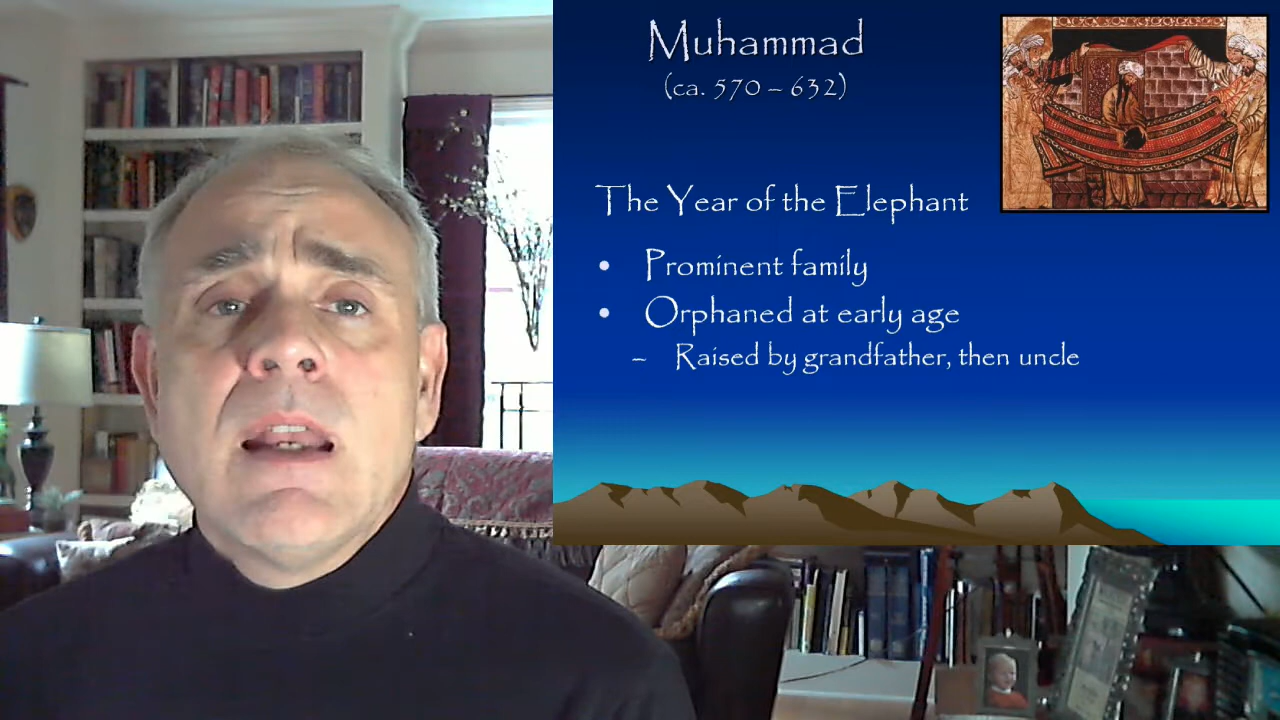 Muhammad
(ca. 570 – 632)
The Year of the Elephant
• Prominent family
• Orphaned at early age
– Raised by grandfather, then uncle